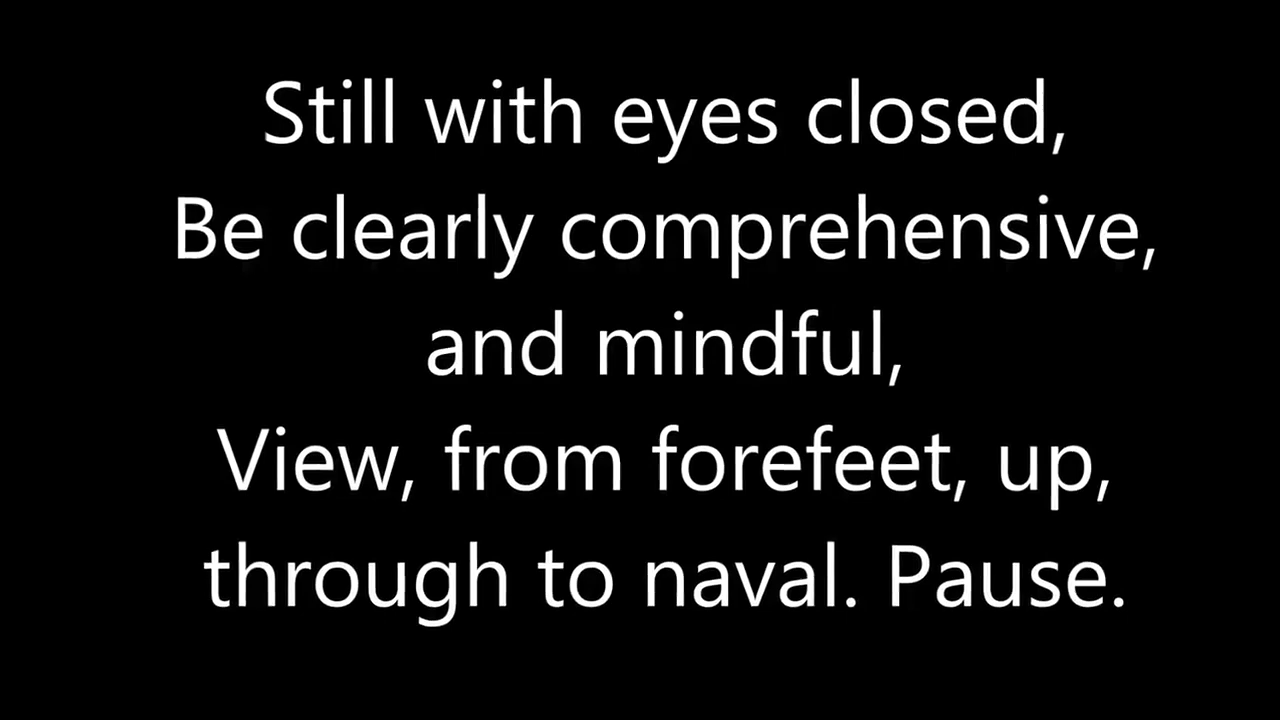 Still with eyes closed,
Be clearly comprehensive,
and mindful,
View, from forefeet, up,
through to naval. Pause.